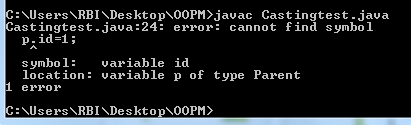 C:\Users\RBI\Desktop\OOPM>javac Castingtest.java
Castingtest.java:24: error: cannot find symbol
p.id=1;
^
symbol: variable id
location: variable p of type Parent
1 error
C:\Users\RBI\Desktop\OOPM>